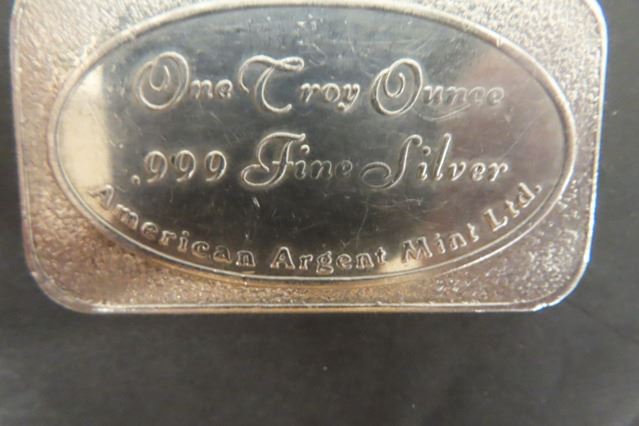 One Troy Ounce
.999 Fine Silver
American Argent Mint Ltd.